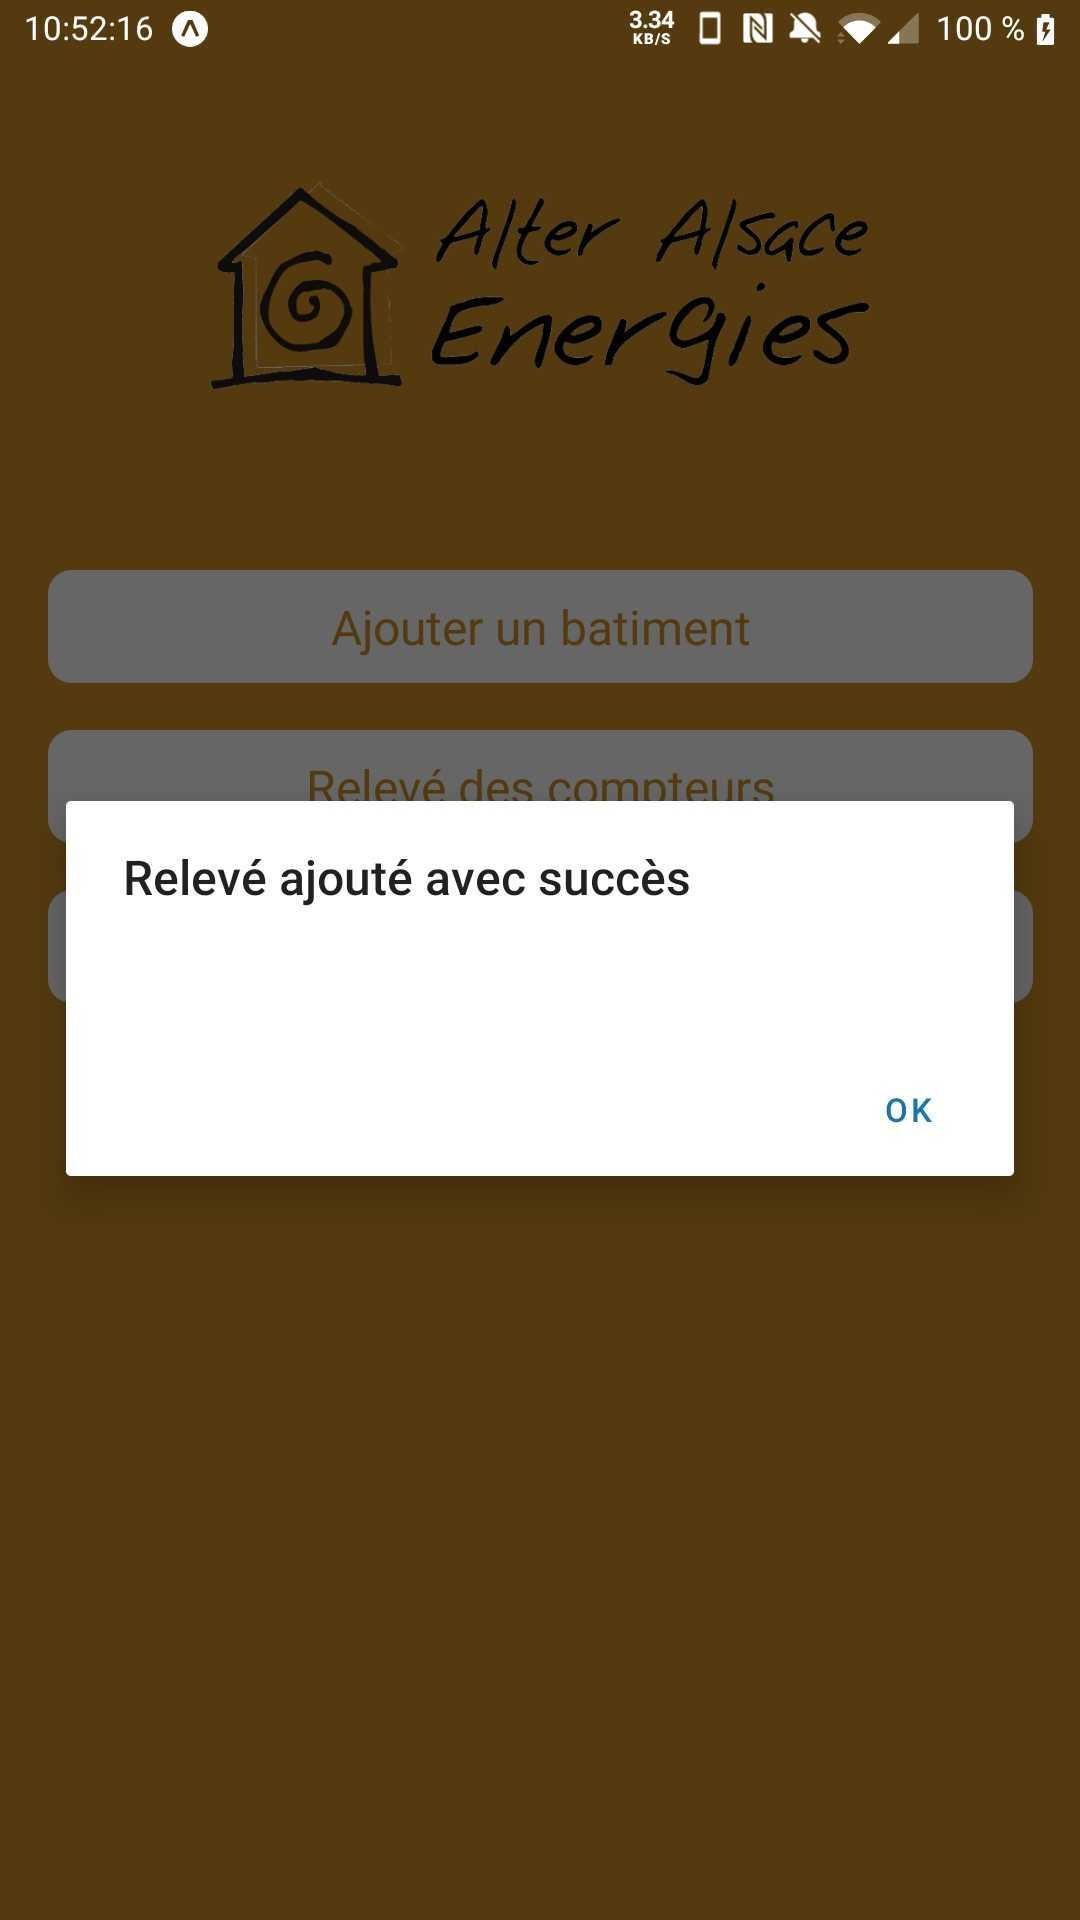 10:52:16
3.34
KB/S
100 %
Alter Alsace
Energies
Ajouter un batiment
Relevé des compteurs
Relevé ajouté avec succès
OK